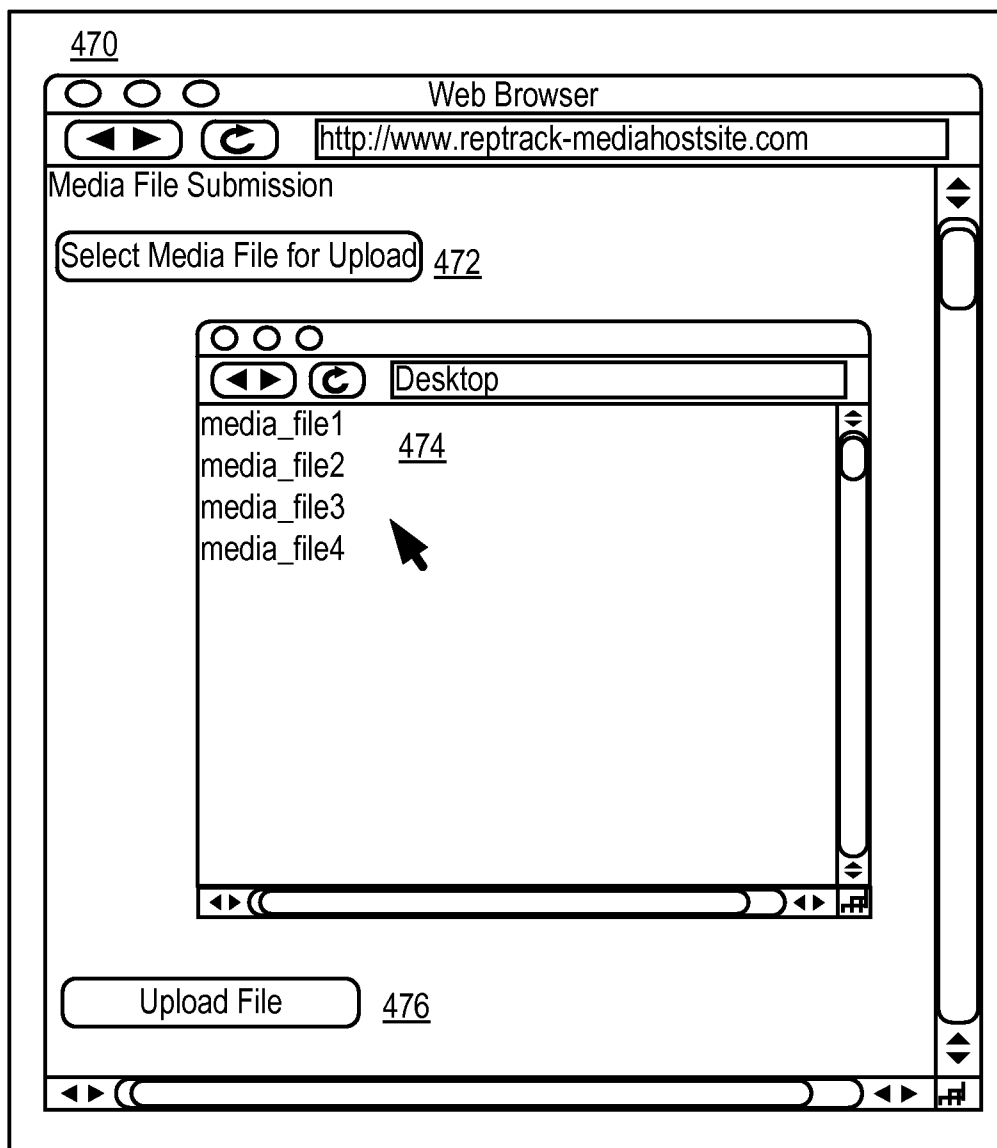 470
Web Browser
http://www.reptrack-mediahostsite.com
Media File Submission
Select Media File for Upload 472
Desktop
media_file1
474
media_file2
media_file3
media_file4
Upload File 476